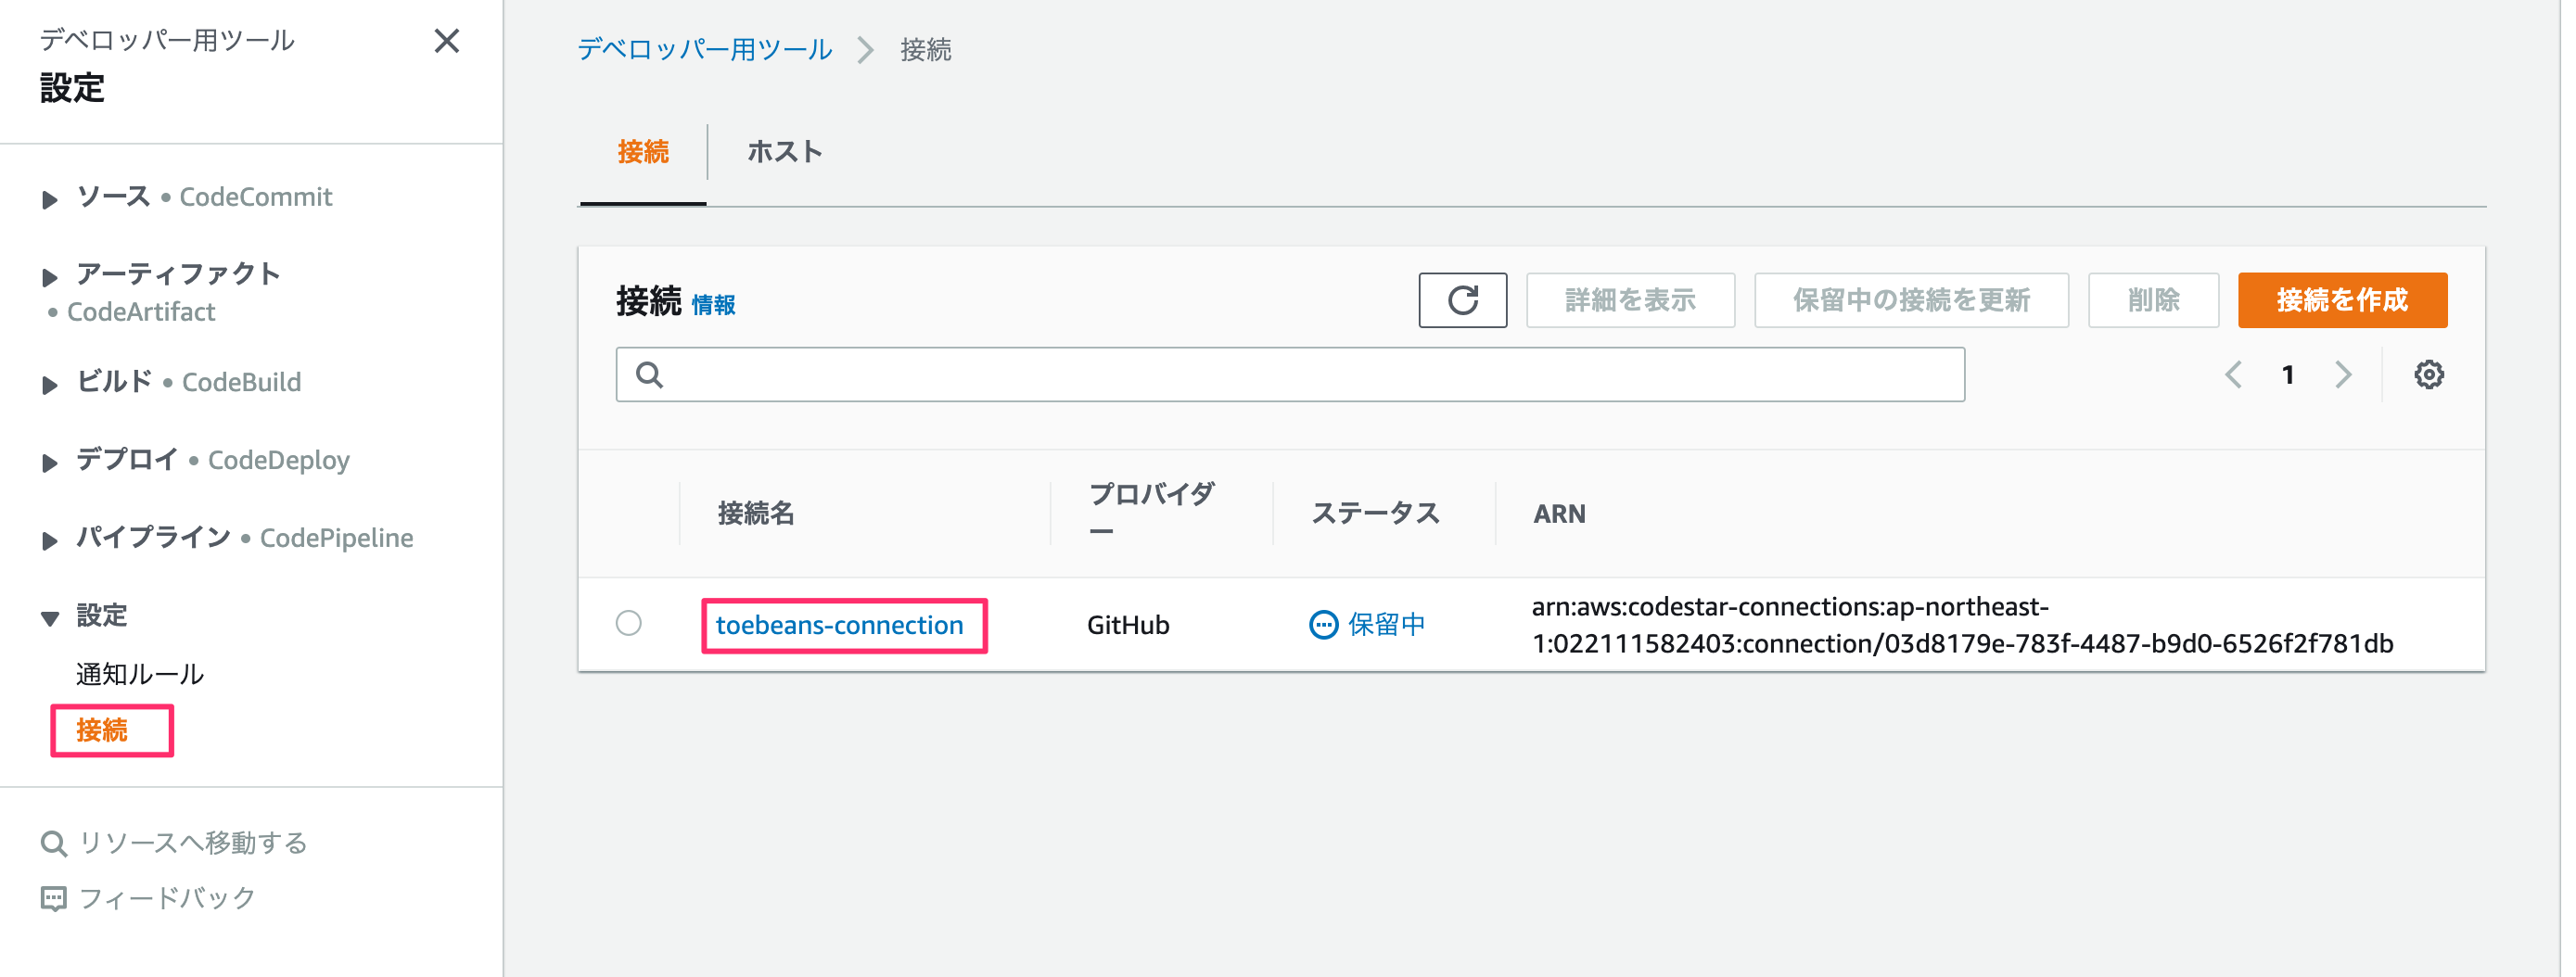 デベロッパー用ツール
設定
ソース • CodeCommit
アーティファクト
• CodeArtifact
ビルド • CodeBuild
デプロイ • CodeDeploy
パイプライン • CodePipeline
設定
通知ルール
接続
リソースへ移動する
フィードバック
デベロッパー用ツール 接続
接続 ホスト
接続 情報 詳細を表示 保留中の接続を更新 削除 接続を作成
1
接続名 プロバイダ
ー ステータス ARN
toebeans-connection GitHub 保留中 arn:aws:codestar-connections:ap-northeast-
1:022111582403:connection/03d8179e-783f-4487-b9d0-6526f2f781db